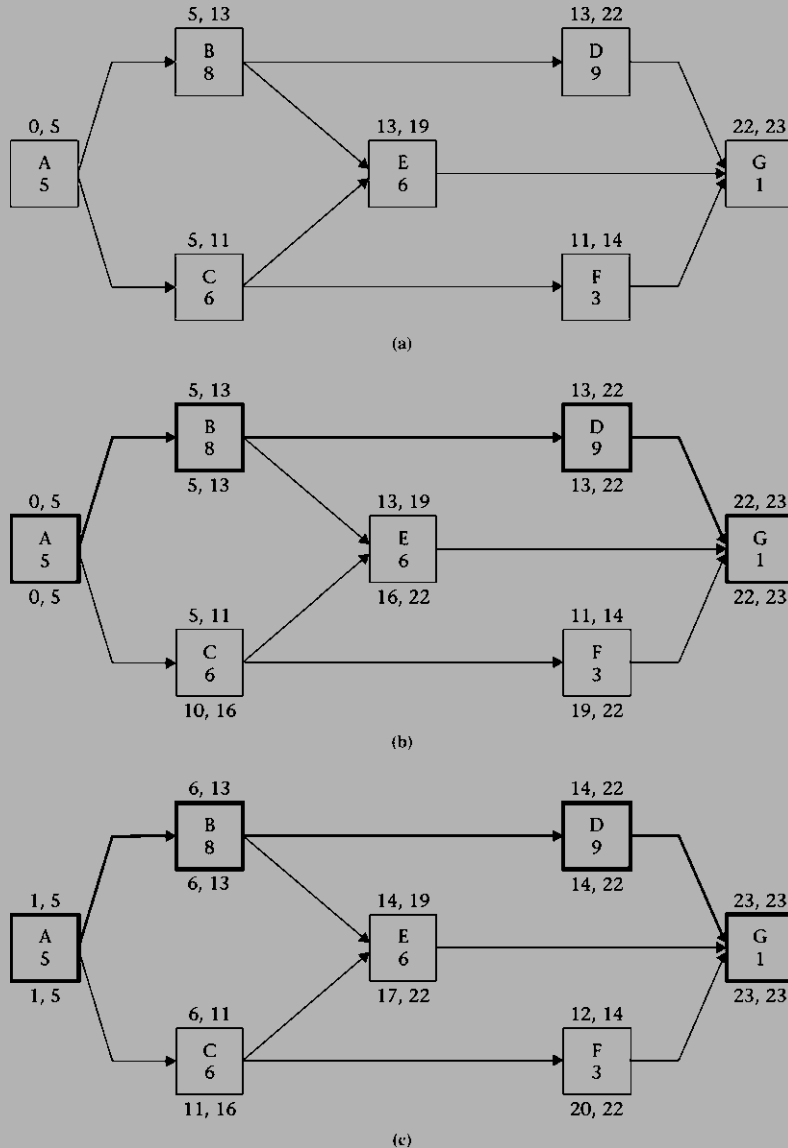 5, 13
13, 22
B
8
D
9
0, 5
13, 19
22, 23
A
5
E
6
G
1
5, 11
11, 14
C
6
F
3
(a)
5, 13
13, 22
B
8
D
9
5, 13
13, 22
0, 5
13, 19
22, 23
A
5
E
6
G
1
0, 5
16, 22
22, 23
5, 11
11, 14
C
6
F
3
10, 16
19, 22
(b)
6, 13
14, 22
B
8
D
9
6, 13
14, 22
1, 5
14, 19
23, 23
A
5
E
6
G
1
1, 5
17, 22
23, 23
6, 11
12, 14
C
6
F
3
11, 16
20, 22
(c)